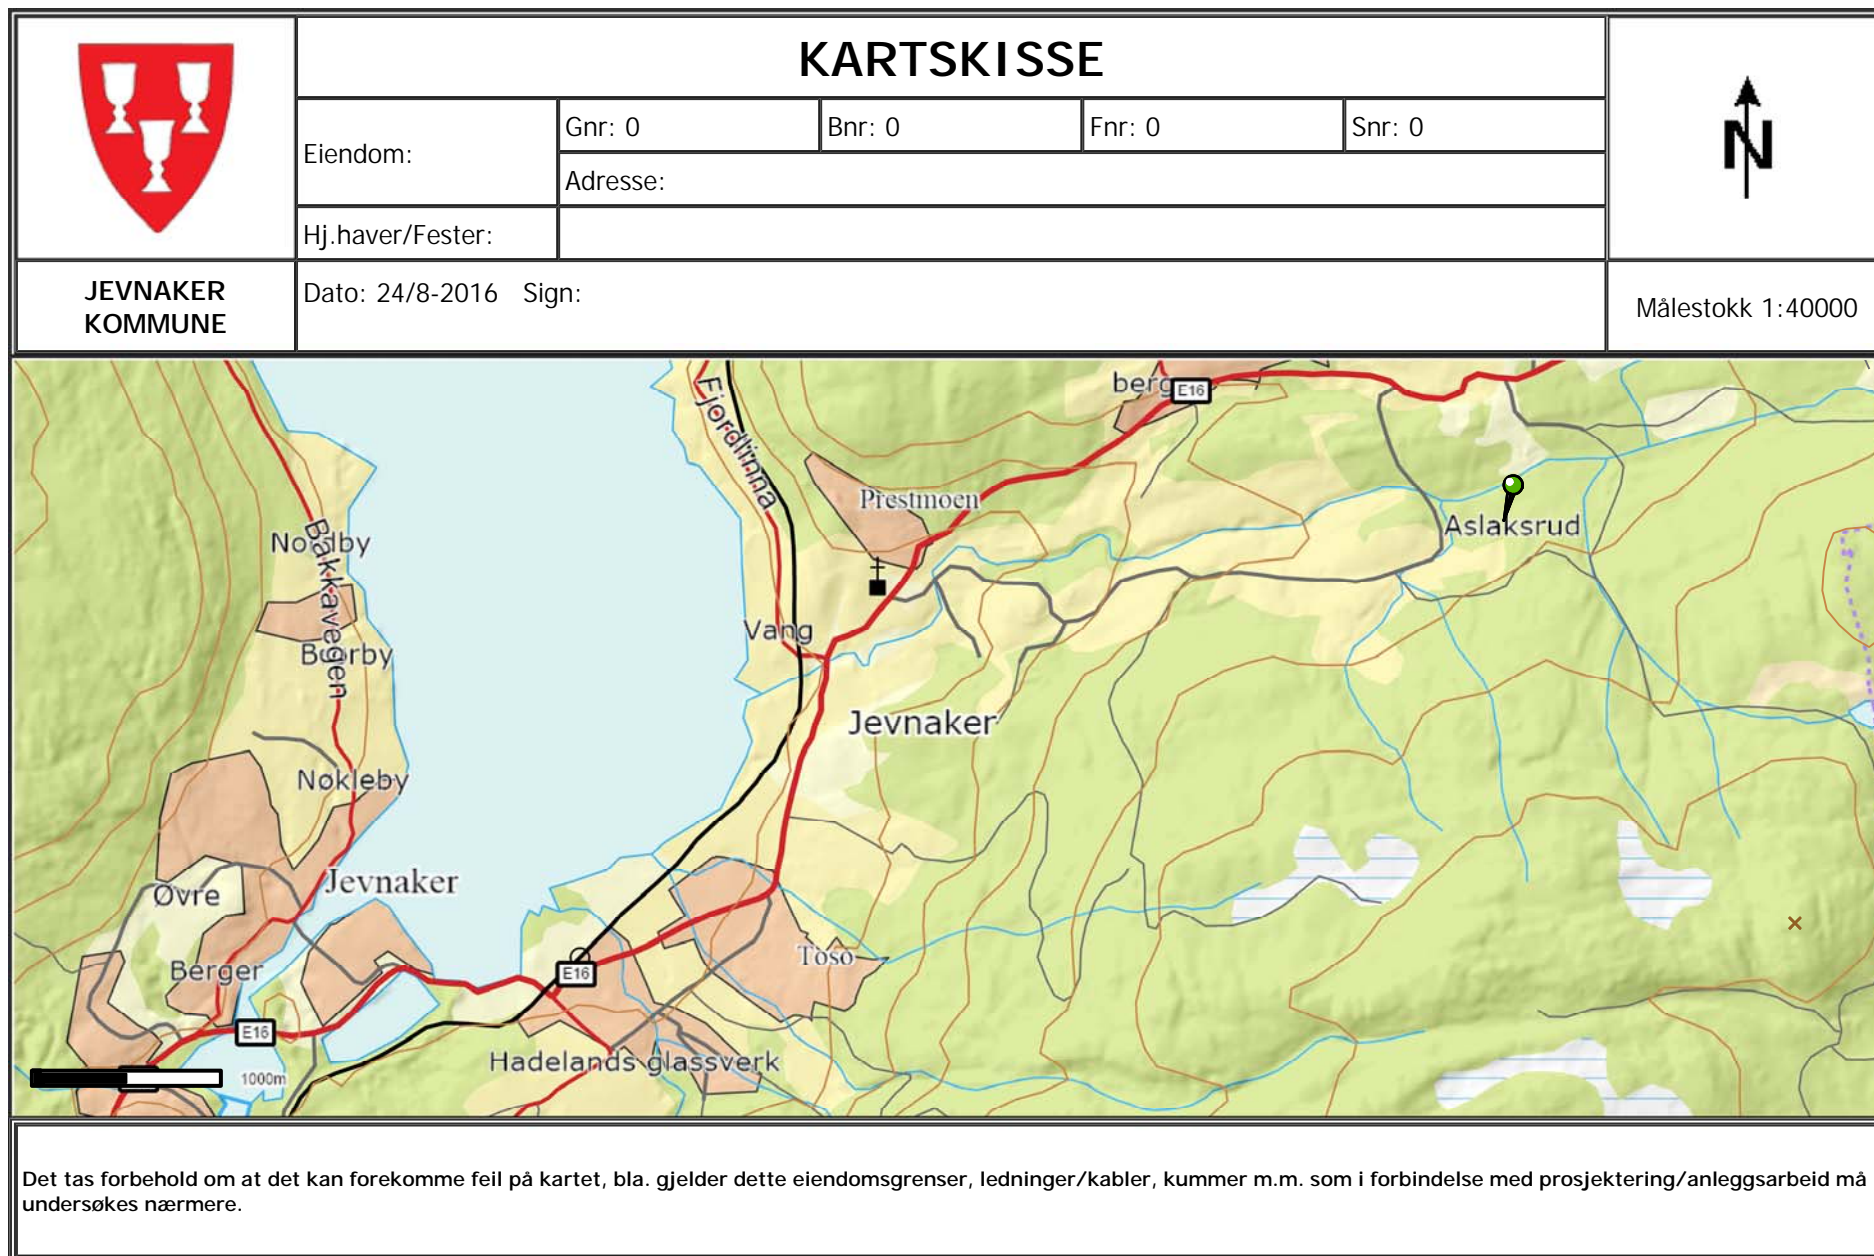 KARTSKISSE
Eiendom:
Gnr: 0
Bnr: 0
Fnr: 0
Snr: 0
Adresse:
Hj.haver/Fester:
N
JEVNAKER
KOMMUNE
Dato: 24/8-2016 Sign:
Målestokk 1:40000
Fjordlinna
berg
E16
Prestmoen
Aslaksrud
Nordby
Bakkavegen
Vang
Jevnaker
Nøkleby
Øvre
Jevnaker
Berger
Toso
E16
E16
Hadelands glassverk
1000m
Det tas forbehold om at det kan forekomme feil på kartet, bla. gjelder dette eiendomsgrenser, ledninger/kabler, kummer m.m. som i forbindelse med prosjektering/anleggsarbeid må
undersøkes nærmere.